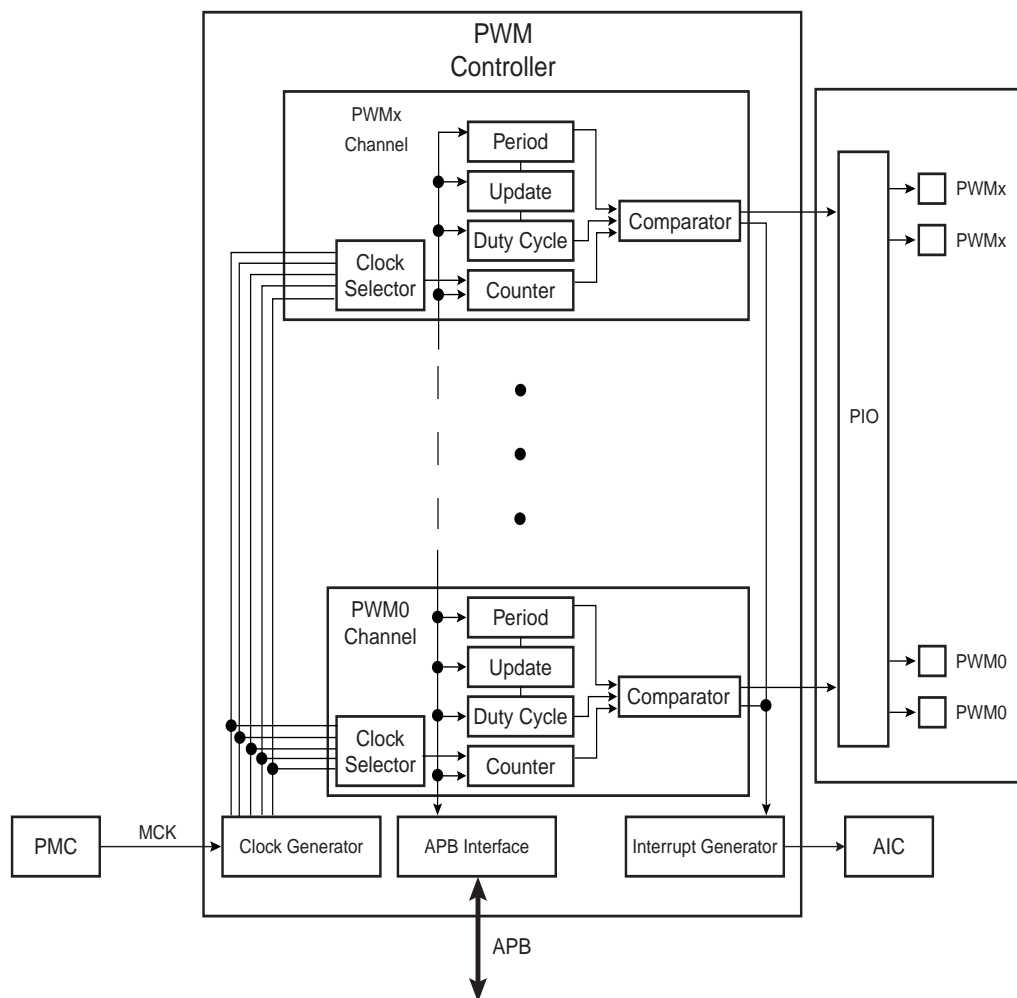 PWM
Controller
PWMx
Channel
Period
Update
Duty Cycle
Counter
Comparator
Clock
Selector
PIO
PWMx
PWMx
PWM0
Channel
Period
Update
Duty Cycle
Counter
Comparator
Clock
Selector
PWM0
PWM0
PMC
MCK
Clock Generator
APB Interface
Interrupt Generator
AIC
APB